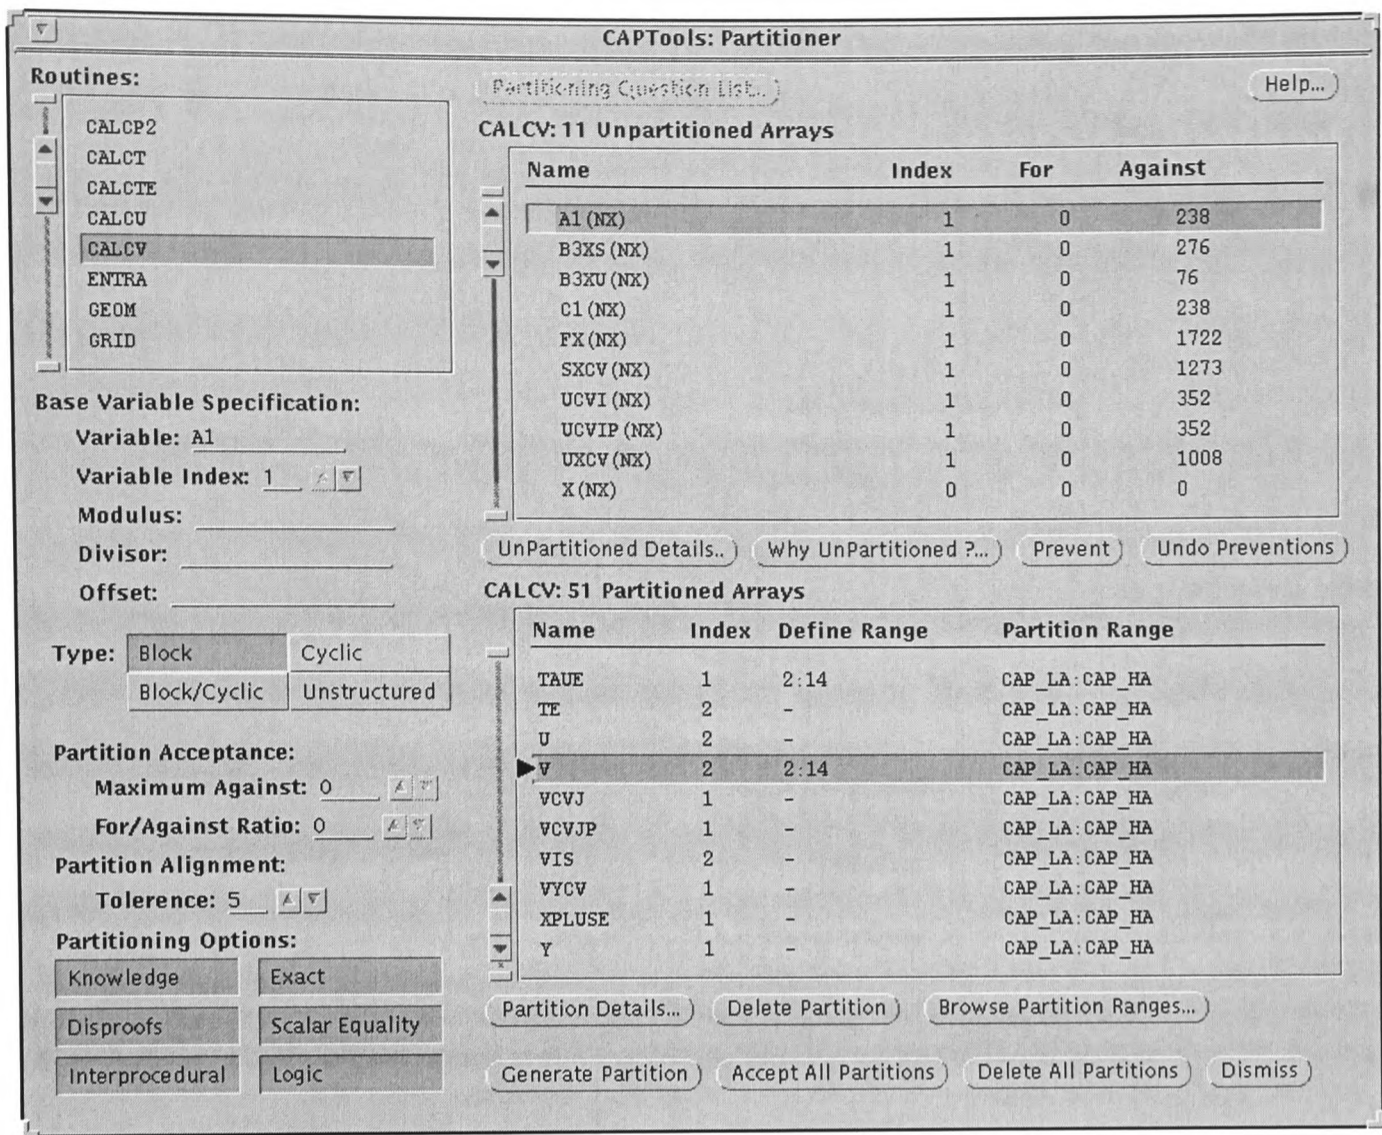 CAPTools: Partitioner
Routines:
CALCP2
CALCT
CALCTE
CALCU
CALCV
ENTRA
GEOM
GRID
Base Variable Specification:
Variable: A1
Variable Index: 1
Modulus:
Divisor:
Offset:
Type: Block Cyclic
Block/Cyclic Unstructured
Partition Acceptance:
Maximum Against: 0
For/Against Ratio: 0
Partition Alignment:
Tolerence: 5
Partitioning Options:
Knowledge Exact
Disproofs Scalar Equality
Interprocedural Logic
Partitioning Question List.. Help...
CALCV: 11 Unpartitioned Arrays
Name Index For Against
A1(NX) 1 0 238
B3XS(NX) 1 0 276
B3XU(NX) 1 0 76
C1(NX) 1 0 238
FX(NX) 1 0 1722
SXCV(NX) 1 0 1273
UCVI(NX) 1 0 352
UCVIP(NX) 1 0 352
UXCV(NX) 1 0 1008
X(NX) 0 0 0
UnPartitioned Details.. Why UnPartitioned ?... Prevent Undo Preventions
CALCV: 51 Partitioned Arrays
Name Index Define Range Partition Range
TAUE 1 2:14 CAP_LA:CAP_HA
TE 2 - CAP_LA:CAP_HA
U 2 - CAP_LA:CAP_HA
V 2 2:14 CAP_LA:CAP_HA
VCVJ 1 - CAP_LA:CAP_HA
VCVJP 1 - CAP_LA:CAP_HA
VIS 2 - CAP_LA:CAP_HA
VYCV 1 - CAP_LA:CAP_HA
XPLUSE 1 - CAP_LA:CAP_HA
Y 1 - CAP_LA:CAP_HA
Partition Details... Delete Partition Browse Partition Ranges...
Generate Partition Accept All Partitions Delete All Partitions Dismiss